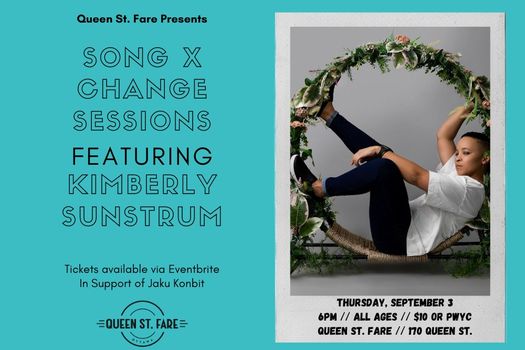 Queen St. Fare Presents
SONG X
CHANGE
SESSIONS
FEATURING
KIMBERLY
SUNSTRUM
Tickets available via Eventbrite
In Support of Jaku Konbit
QUEEN ST. FARE
OTTAWA
THURSDAY, SEPTEMBER 3
6PM // ALL AGES // $10 OR PWYC
QUEEN ST. FARE // 170 QUEEN ST.